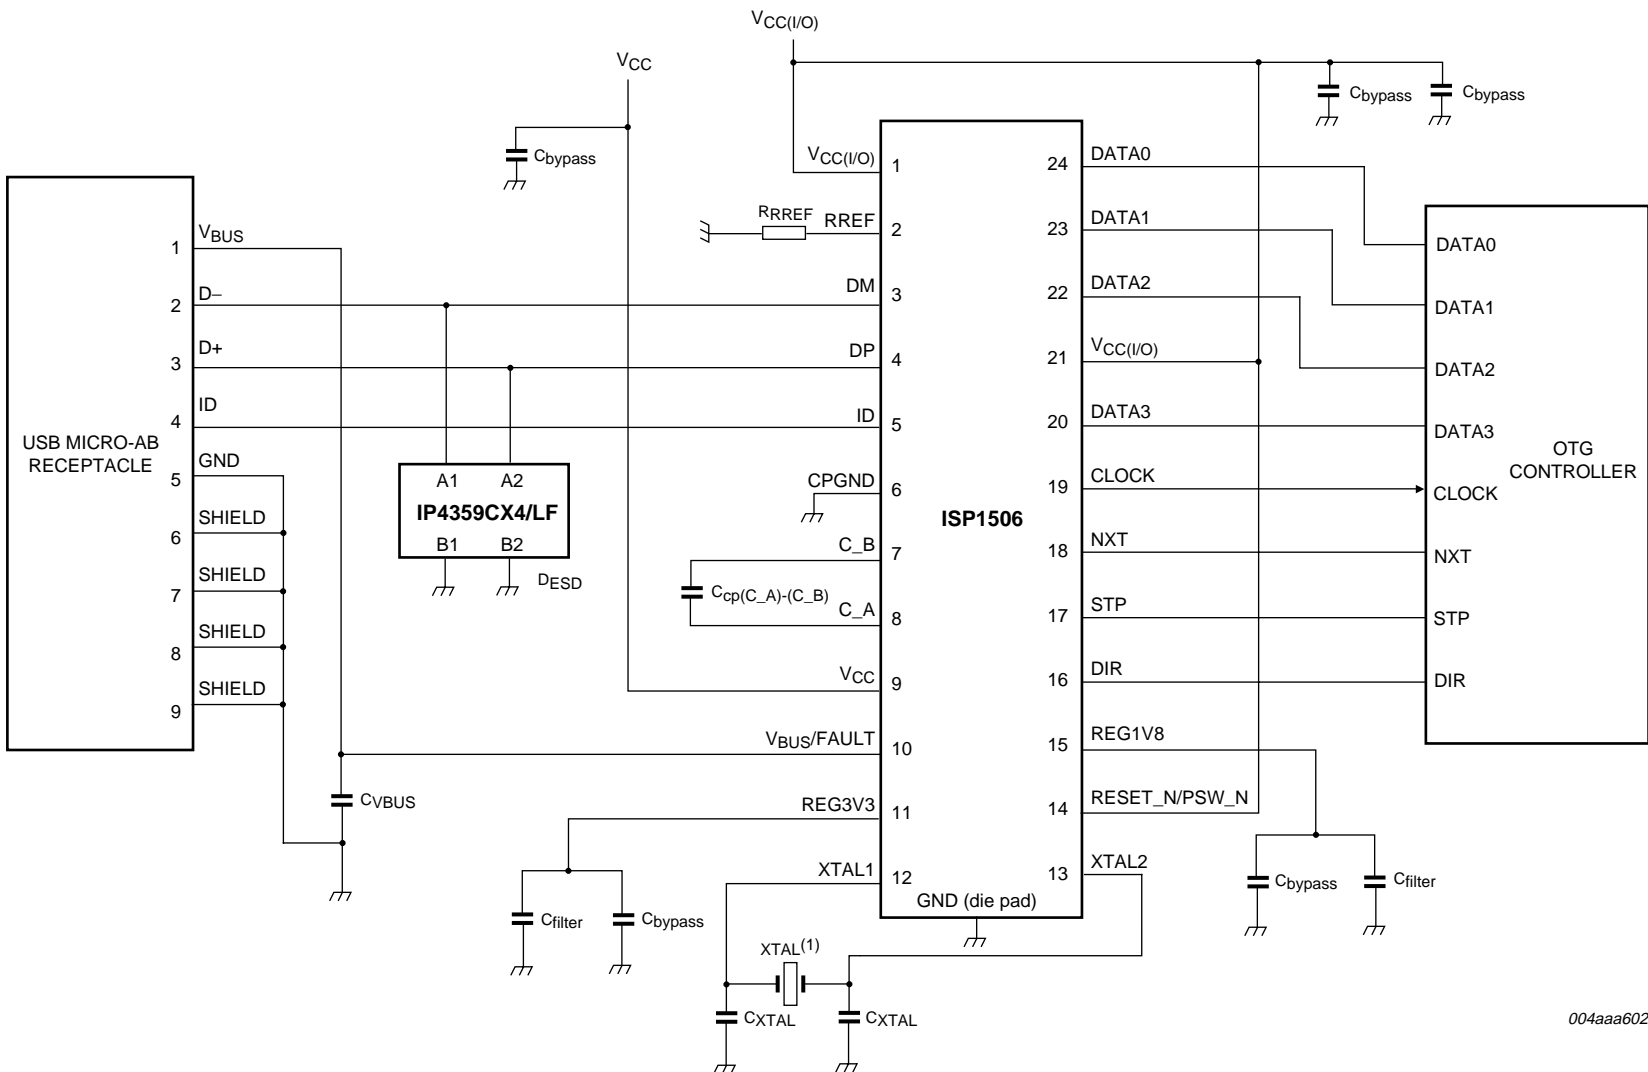 VCC(I/O)
VCC
Cbypass
Cbypass
Cbypass
USB MICRO-AB
RECEPTACLE
1
VBUS
2
D−
3
D+
4
ID
5
GND
6
SHIELD
7
SHIELD
8
SHIELD
9
SHIELD
CVBUS
A1
A2
IP4359CX4/LF
B1
B2
DESD
RRREF
Ccp(C_A)-(C_B)
ISP1506
VCC(I/O)
1
RREF
2
DM
3
DP
4
ID
5
CPGND
6
C_B
7
C_A
8
VCC
9
VBUS/FAULT
10
REG3V3
11
XTAL1
12
GND (die pad)
24
DATA0
23
DATA1
22
DATA2
21
VCC(I/O)
20
DATA3
19
CLOCK
18
NXT
17
STP
16
DIR
15
REG1V8
14
RESET_N/PSW_N
13
XTAL2
OTG
CONTROLLER
DATA0
DATA1
DATA2
DATA3
CLOCK
NXT
STP
DIR
Cfilter
Cbypass
XTAL(1)
CXTAL
CXTAL
Cbypass
Cfilter
004aaa602